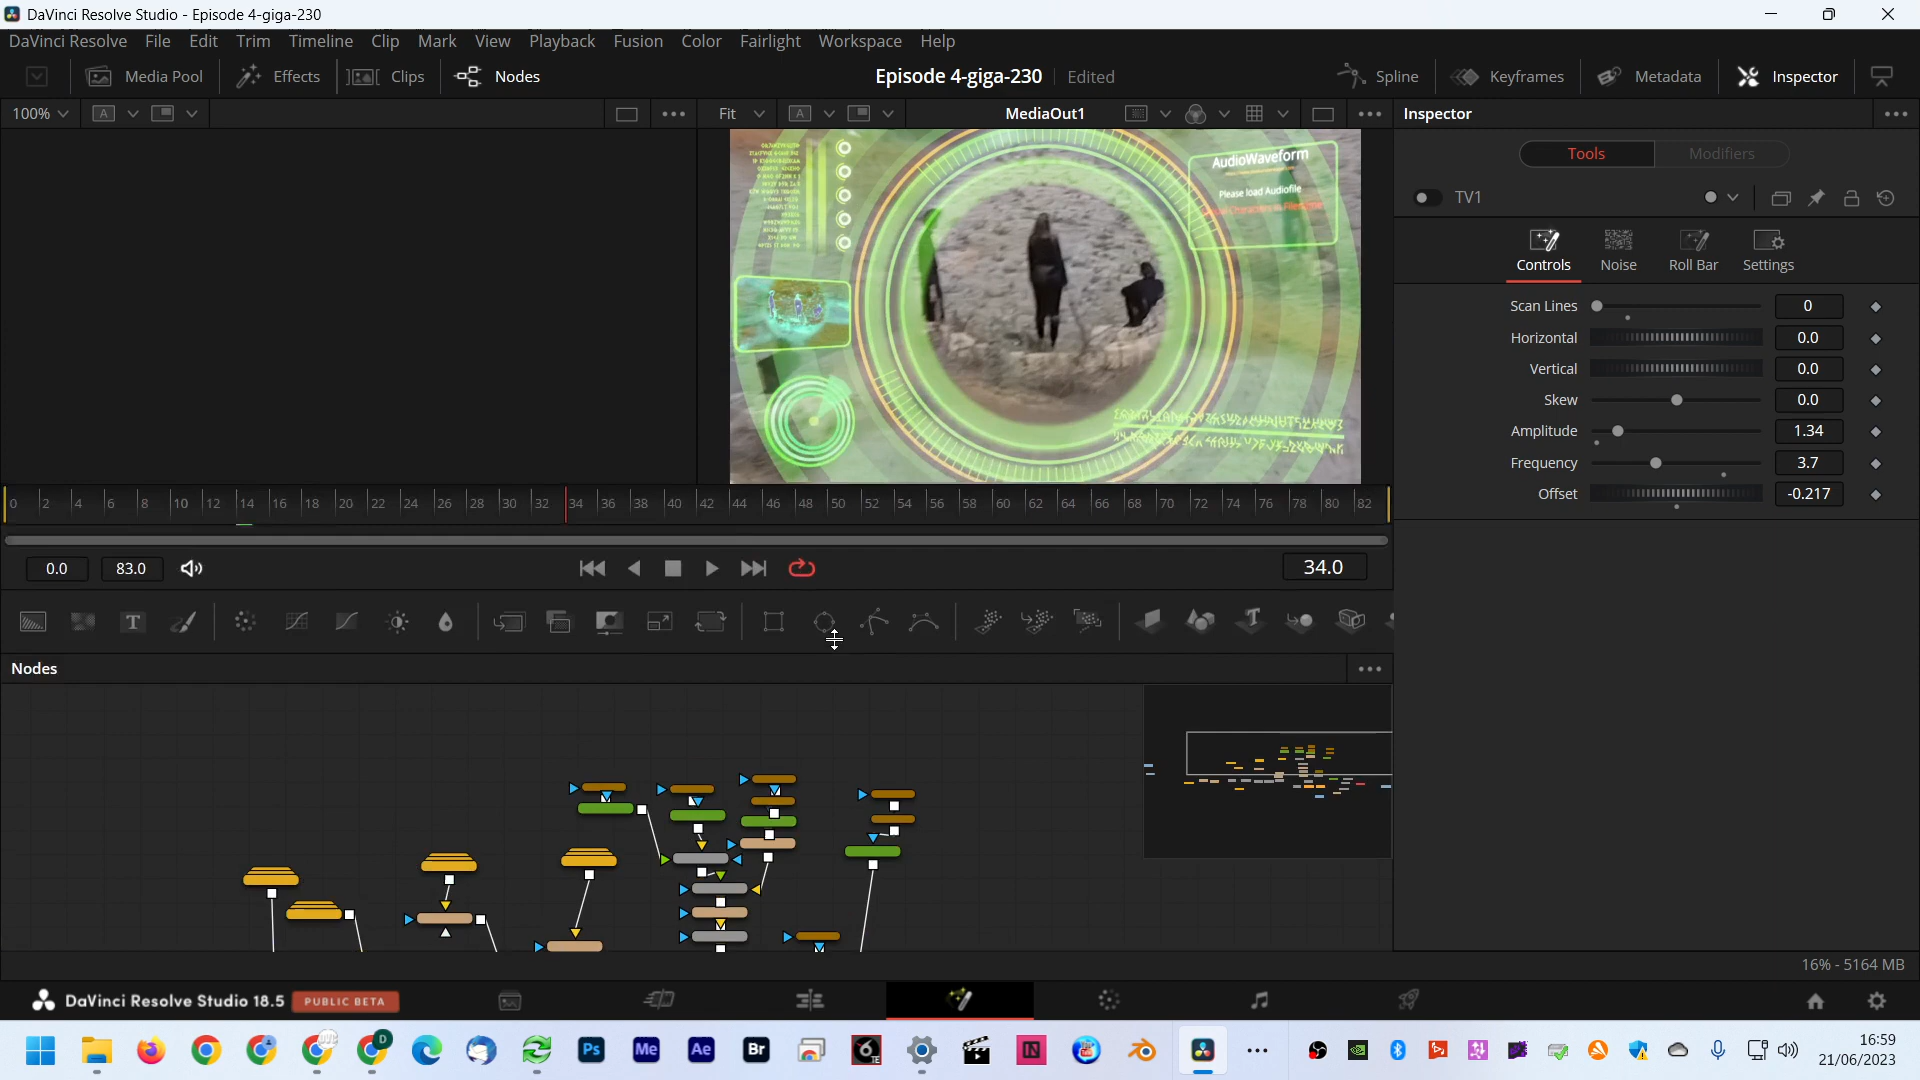 DaVinci Resolve Studio - Episode 4-giga-230
DaVinci Resolve File Edit Trim Timeline Clip Mark View Playback Fusion Color Fairlight Workspace Help
Media Pool Effects Clips Nodes Episode 4-giga-230 Edited Spline Keyframes Metadata Inspector
100% A Fit A MediaOut1 Inspector
AudioWaveform
Please load Audiofile
Tools Modifiers
TV1
Controls Noise Roll Bar Settings
Scan Lines 0
Horizontal 0.0
Vertical 0.0
Skew 0.0
Amplitude 1.34
Frequency 3.7
Offset -0.217
0 2 4 6 8 10 12 14 16 18 20 22 24 26 28 30 32 34 36 38 40 42 44 46 48 50 52 54 56 58 60 62 64 66 68 70 72 74 76 78 80 82
0.0 83.0 34.0
T T
Nodes
16% - 5164 MB
DaVinci Resolve Studio 18.5 PUBLIC BETA
D Ps Me Ae Br 6 TE N
16:59
21/06/2023